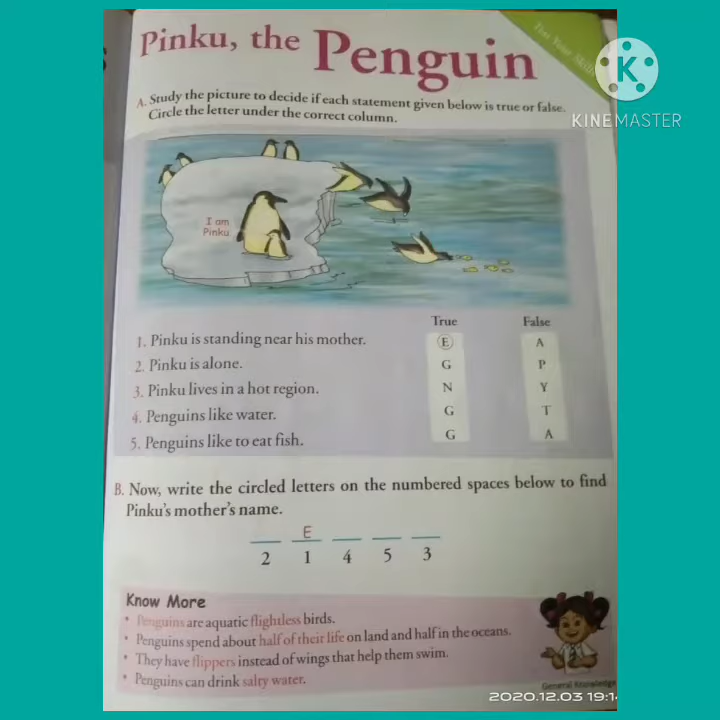 Pinku, the Penguin
KINEMASTER
A. Study the picture to decide if each statement given below is true or false.
Circle the letter under the correct column.
I am
Pinku
True False
1. Pinku is standing near his mother. E A
2. Pinku is alone. G P
3. Pinku lives in a hot region. N Y
4. Penguins like water. G T
5. Penguins like to eat fish. G A
B. Now, write the circled letters on the numbered spaces below to find
Pinku's mother's name.
E
2 1 4 5 3
Know More
• Penguins are aquatic flightless birds.
• Penguins spend about half of their life on land and half in the oceans.
• They have flippers instead of wings that help them swim.
• Penguins can drink salty water.
General Knowledge
2020.12.03 19:1